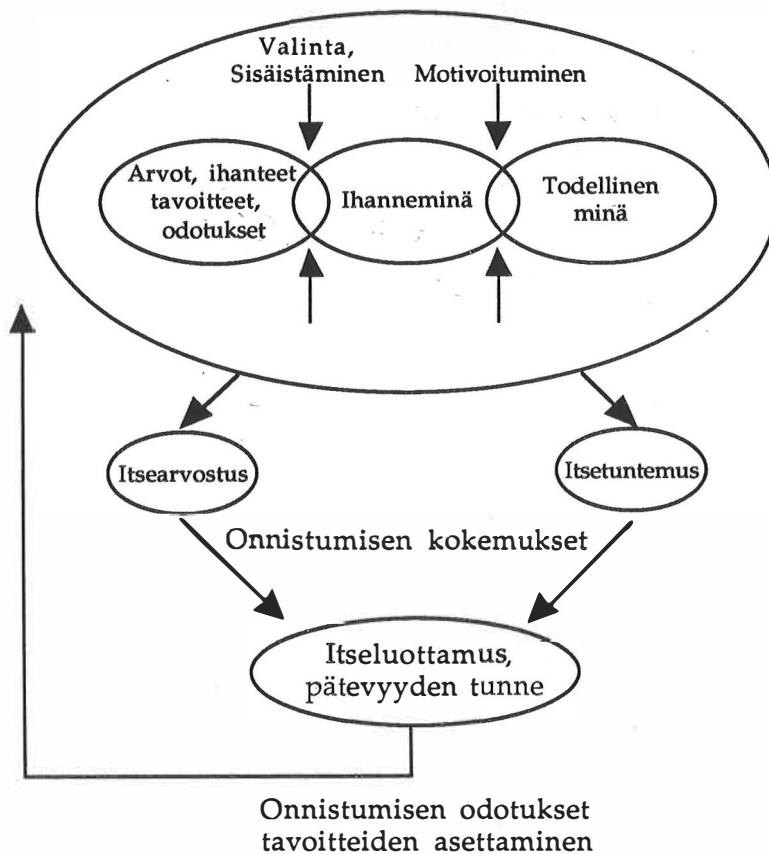 Valinta,
Sisäistäminen
Motivoituminen
Arvot, ihanteet
tavoitteet,
odotukset
Ihanneminä
Todellinen
minä
Itsearvostus
Itsetuntemus
Onnistumisen kokemukset
Itseluottamus,
pätevyyden tunne
Onnistumisen odotukset
tavoitteiden asettaminen